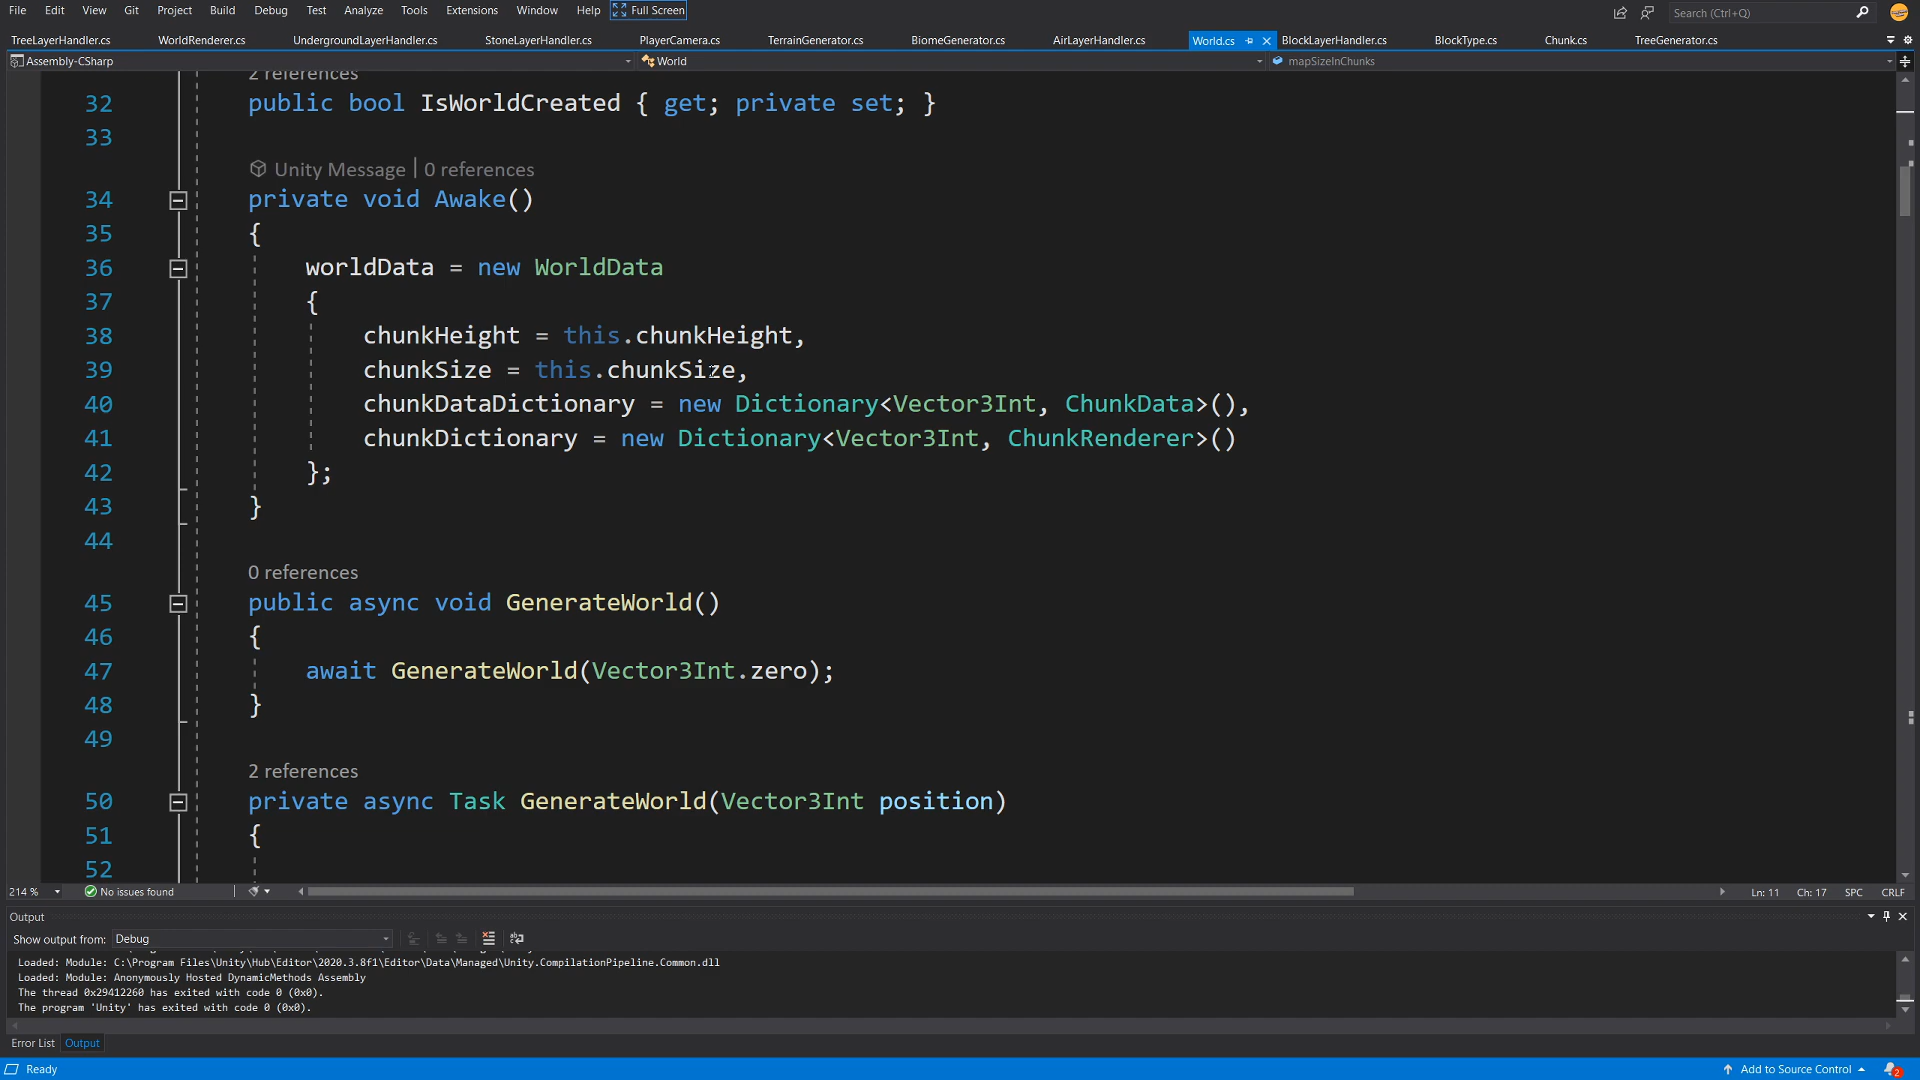 File Edit View Git Project Build Debug Test Analyze Tools Extensions Window Help Full Screen Search (Ctrl+Q)
TreeLayerHandler.cs WorldRenderer.cs UndergroundLayerHandler.cs StoneLayerHandler.cs PlayerCamera.cs TerrainGenerator.cs BiomeGenerator.cs AirLayerHandler.cs World.cs BlockLayerHandler.cs BlockType.cs Chunk.cs TreeGenerator.cs
Assembly-CSharp World mapSizeInChunks
2 references
32 public bool IsWorldCreated { get; private set; }
33
Unity Message | 0 references
34 private void Awake()
35 {
36 worldData = new WorldData
37 {
38 chunkHeight = this.chunkHeight,
39 chunkSize = this.chunkSize,
40 chunkDataDictionary = new Dictionary<Vector3Int, ChunkData>(),
41 chunkDictionary = new Dictionary<Vector3Int, ChunkRenderer>()
42 };
43 }
44
0 references
45 public async void GenerateWorld()
46 {
47 await GenerateWorld(Vector3Int.zero);
48 }
49
2 references
50 private async Task GenerateWorld(Vector3Int position)
51 {
52
214 % No issues found Ln: 11 Ch: 17 SPC CRLF
Output
Show output from: Debug
Loaded: Module: C:\Program Files\Unity\Hub\Editor\2020.3.8f1\Editor\Data\Managed\Unity.CompilationPipeline.Common.dll
Loaded: Module: Anonymously Hosted DynamicMethods Assembly
The thread 0x29412260 has exited with code 0 (0x0).
The program 'Unity' has exited with code 0 (0x0).
Error List Output
Ready Add to Source Control 2